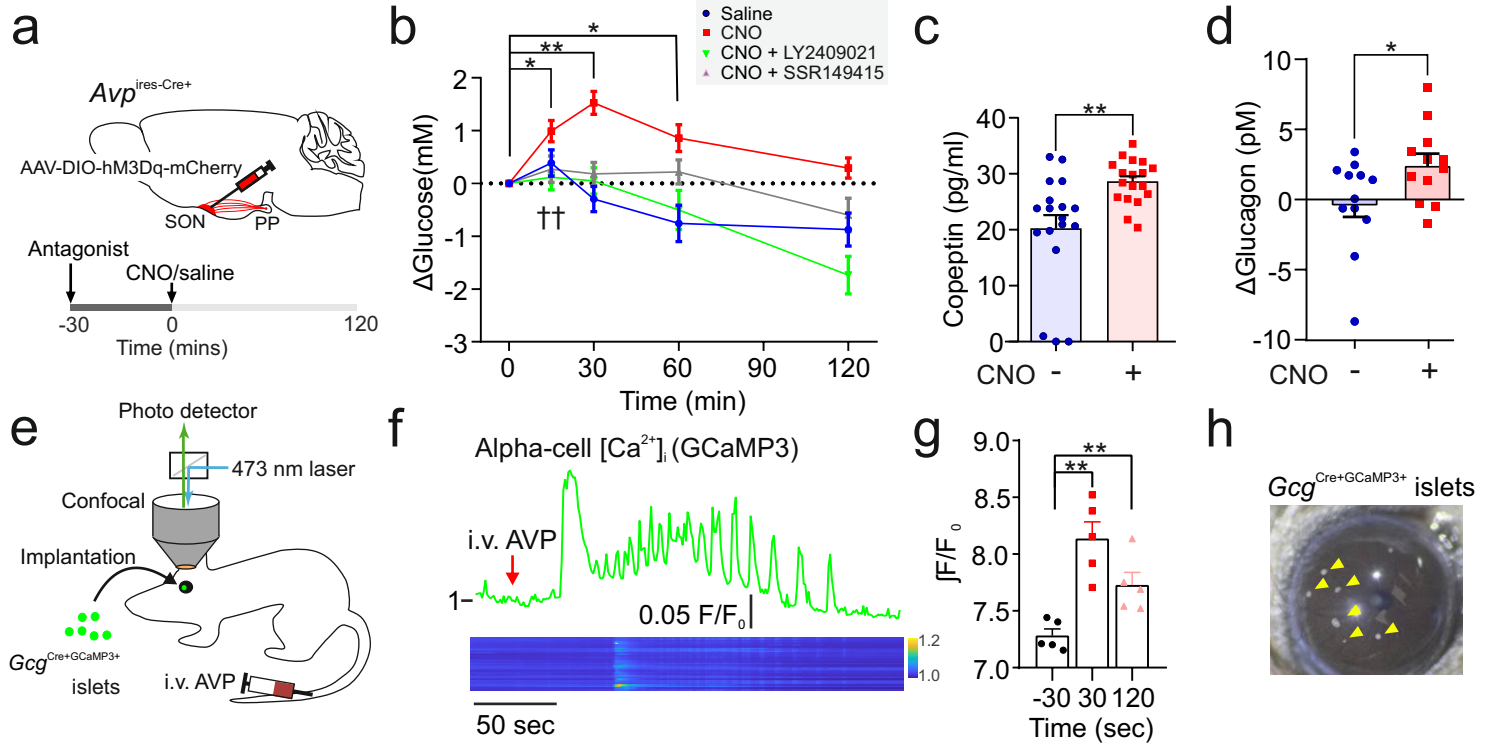 a
Avp ires-Cre+
AAV-DIO-hM3Dq-mCherry
SON
PP
Antagonist
CNO/saline
-30
0
120
Time (mins)
b
Saline
CNO
CNO + LY2409021
CNO + SSR149415
*
**
*
2
1
0
-1
-2
-3
††
ΔGlucose(mM)
0
30
60
90
120
Time (min)
c
**
40
30
20
10
0
Copeptin (pg/ml)
CNO - +
d
*
10
5
0
-5
-10
ΔGlucagon (pM)
CNO - +
e
Photo detector
473 nm laser
Confocal
Implantation
Gcg Cre+GCaMP3+
islets
i.v. AVP
f
Alpha-cell [Ca²⁺]ᵢ (GCaMP3)
i.v. AVP
1
0.05 F/F₀
1.2
1.0
50 sec
g
**
**
9.0
8.5
8.0
7.5
7.0
∫F/F₀
-30 30 120
Time (sec)
h
Gcg Cre+GCaMP3+ islets